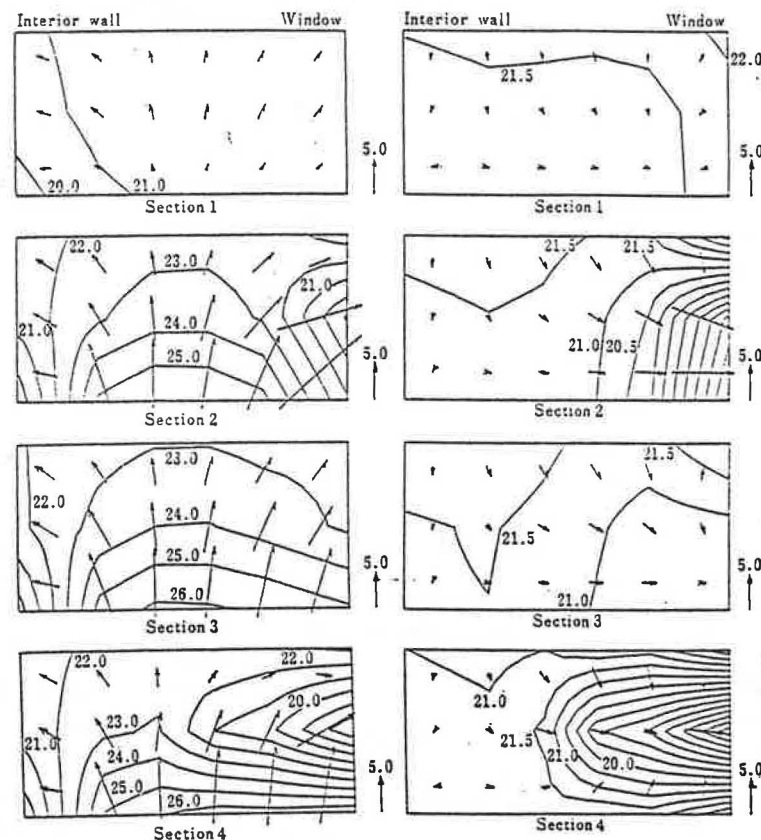 Interior wall Window Interior wall Window
20.0 21.0 5.0
Section 1
21.5 22.0 5.0
Section 1
22.0 23.0 21.0 21.0 24.0 25.0 5.0
Section 2
21.5 21.5 21.0 20.5 5.0
Section 2
23.0 22.0 24.0 25.0 26.0 5.0
Section 3
21.5 21.5 21.0 5.0
Section 3
22.0 22.0 20.0 23.0 21.0 24.0 25.0 26.0 5.0
Section 4
21.0 21.5 21.0 20.0 5.0
Section 4